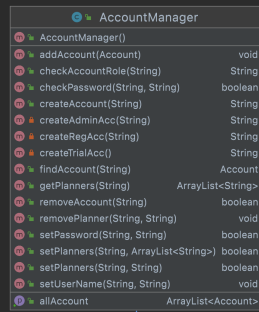 AccountManager
AccountManager()
addAccount(Account) void
checkAccountRole(String) String
checkPassword(String, String) boolean
createAccount(String) String
createAdminAcc(String) String
createRegAcc(String) String
createTrialAcc() String
findAccount(String) Account
getPlanners(String) ArrayList<String>
removeAccount(String) boolean
removePlanner(String, String) void
setPassword(String, String) boolean
setPlanners(String, ArrayList<String>) boolean
setPlanners(String, String) boolean
setUserName(String, String) void
allAccount ArrayList<Account>